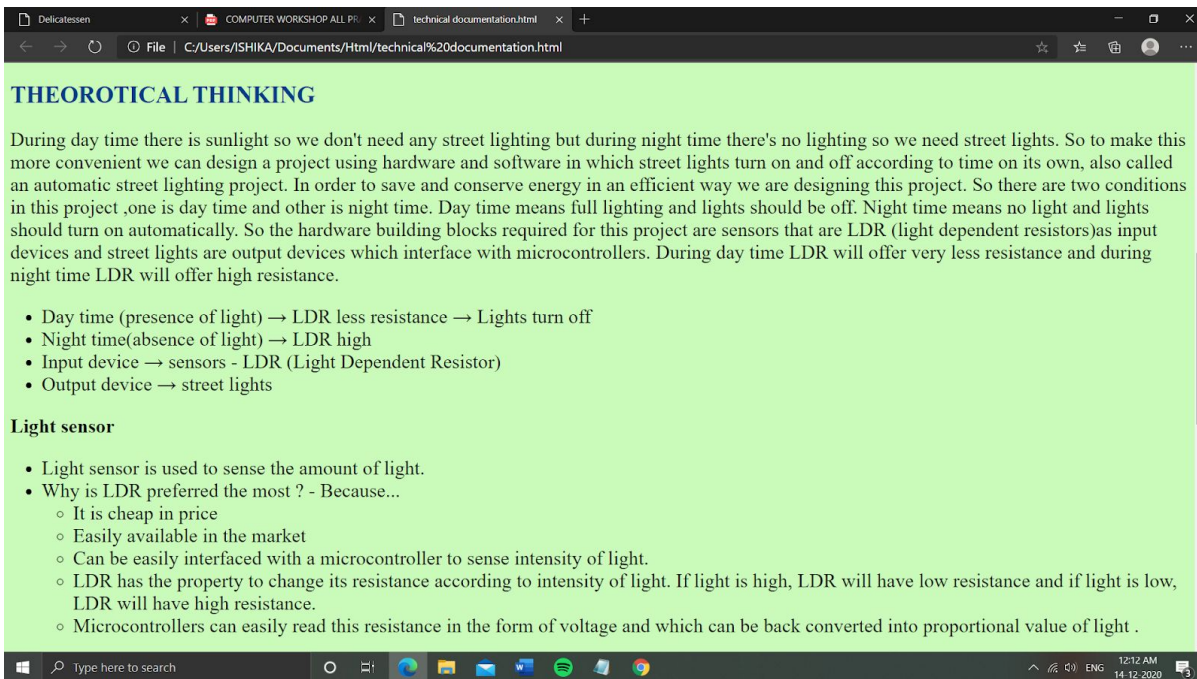 Delicatessen
COMPUTER WORKSHOP ALL PR
technical documentation.html
File | C:/Users/ISHIKA/Documents/Html/technical%20documentation.html
THEOROTICAL THINKING
During day time there is sunlight so we don't need any street lighting but during night time there's no lighting so we need street lights. So to make this
more convenient we can design a project using hardware and software in which street lights turn on and off according to time on its own, also called
an automatic street lighting project. In order to save and conserve energy in an efficient way we are designing this project. So there are two conditions
in this project ,one is day time and other is night time. Day time means full lighting and lights should be off. Night time means no light and lights
should turn on automatically. So the hardware building blocks required for this project are sensors that are LDR (light dependent resistors)as input
devices and street lights are output devices which interface with microcontrollers. During day time LDR will offer very less resistance and during
night time LDR will offer high resistance.
• Day time (presence of light) → LDR less resistance → Lights turn off
• Night time(absence of light) → LDR high
• Input device → sensors - LDR (Light Dependent Resistor)
• Output device → street lights
Light sensor
• Light sensor is used to sense the amount of light.
• Why is LDR preferred the most ? - Because...
◦ It is cheap in price
◦ Easily available in the market
◦ Can be easily interfaced with a microcontroller to sense intensity of light.
◦ LDR has the property to change its resistance according to intensity of light. If light is high, LDR will have low resistance and if light is low,
LDR will have high resistance.
◦ Microcontrollers can easily read this resistance in the form of voltage and which can be back converted into proportional value of light .
Type here to search
ENG
12:12 AM
14-12-2020
3